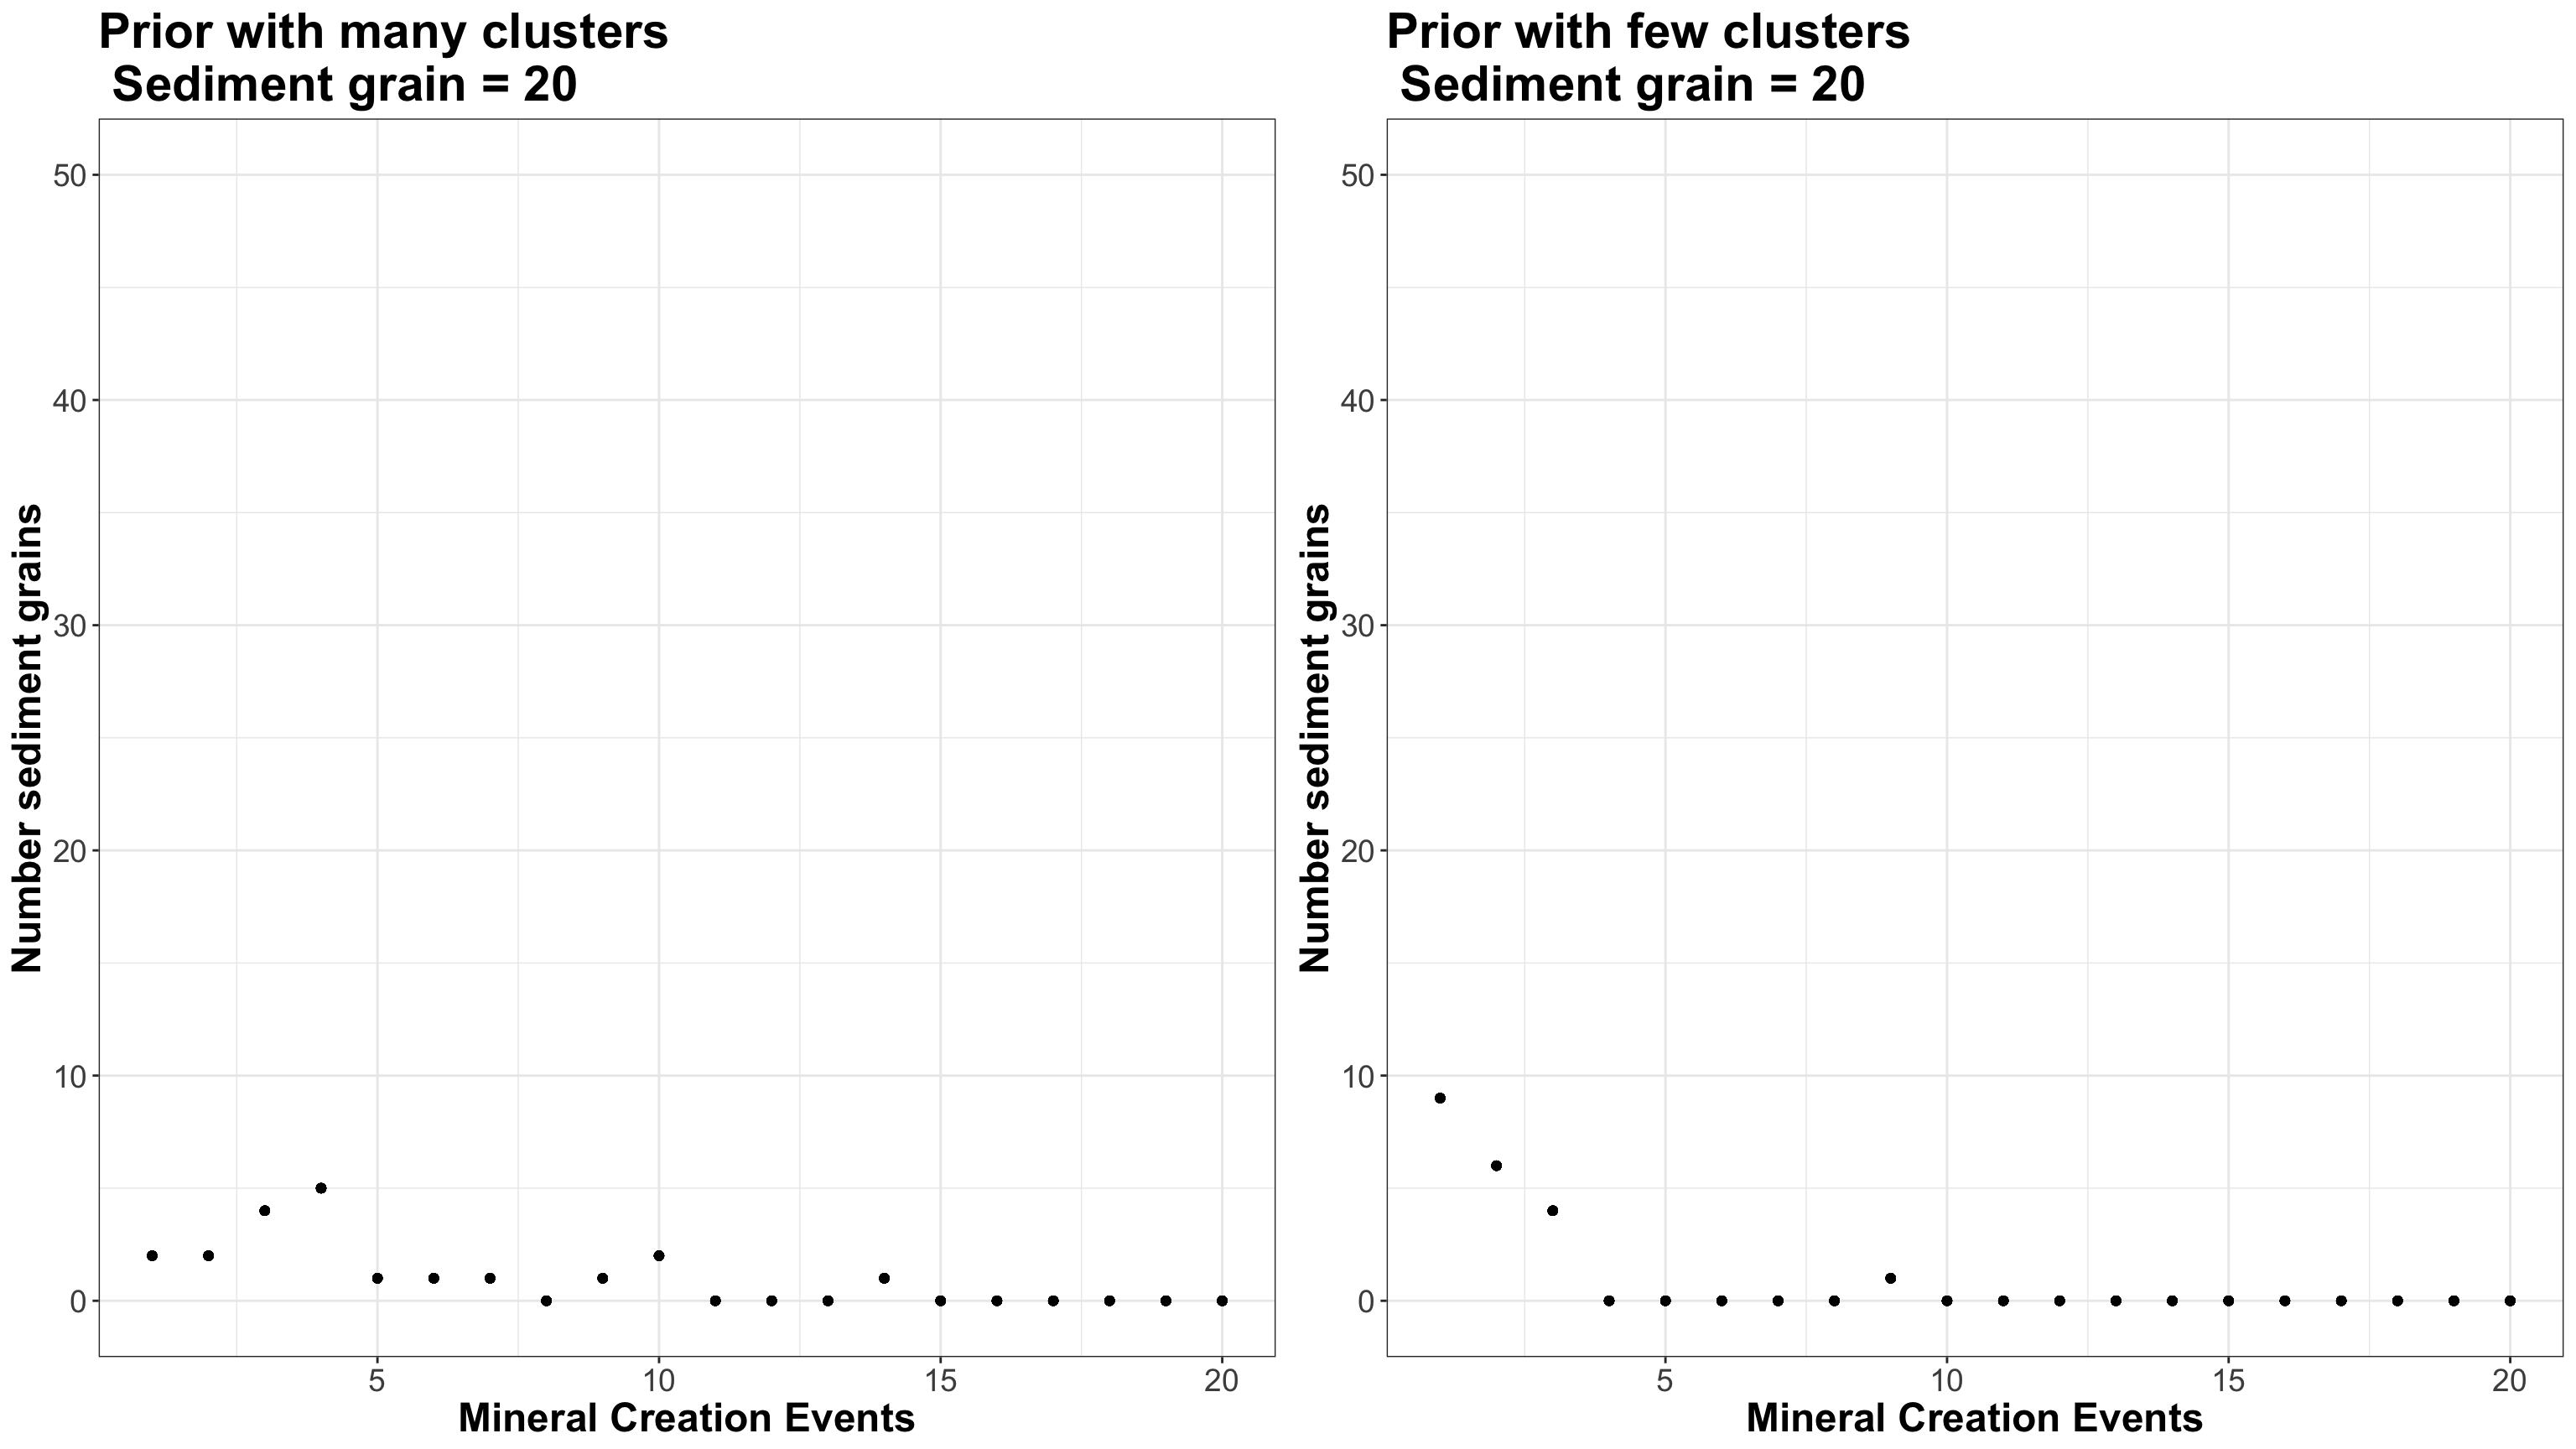 Prior with many clusters
Sediment grain = 20
Number sediment grains
50
40
30
20
10
0
5 10 15 20
Mineral Creation Events
Prior with few clusters
Sediment grain = 20
Number sediment grains
50
40
30
20
10
0
5 10 15 20
Mineral Creation Events